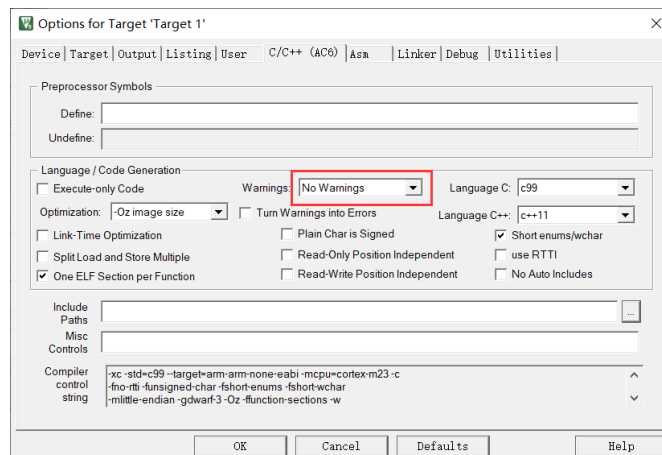 Options for Target 'Target 1'
Device Target Output Listing User C/C++ (AC6) Asm Linker Debug Utilities
Preprocessor Symbols
Define:
Undefine:
Language / Code Generation
Execute-only Code Warnings: No Warnings Language C: c99
Optimization: -Oz image size Turn Warnings into Errors Language C++: c++11
Link-Time Optimization Plain Char is Signed Short enums/wchar
Split Load and Store Multiple Read-Only Position Independent use RTTI
One ELF Section per Function Read-Write Position Independent No Auto Includes
Include
Paths
...
Misc
Controls
Compiler
control
string
-xc -std=c99 --target=arm-arm-none-eabi -mcpu=cortex-m23 -c
-fno-rtti -funsigned-char -fshort-enums -fshort-wchar
-mlittle-endian -gdwarf-3 -Oz -ffunction-sections -w
OK Cancel Defaults Help